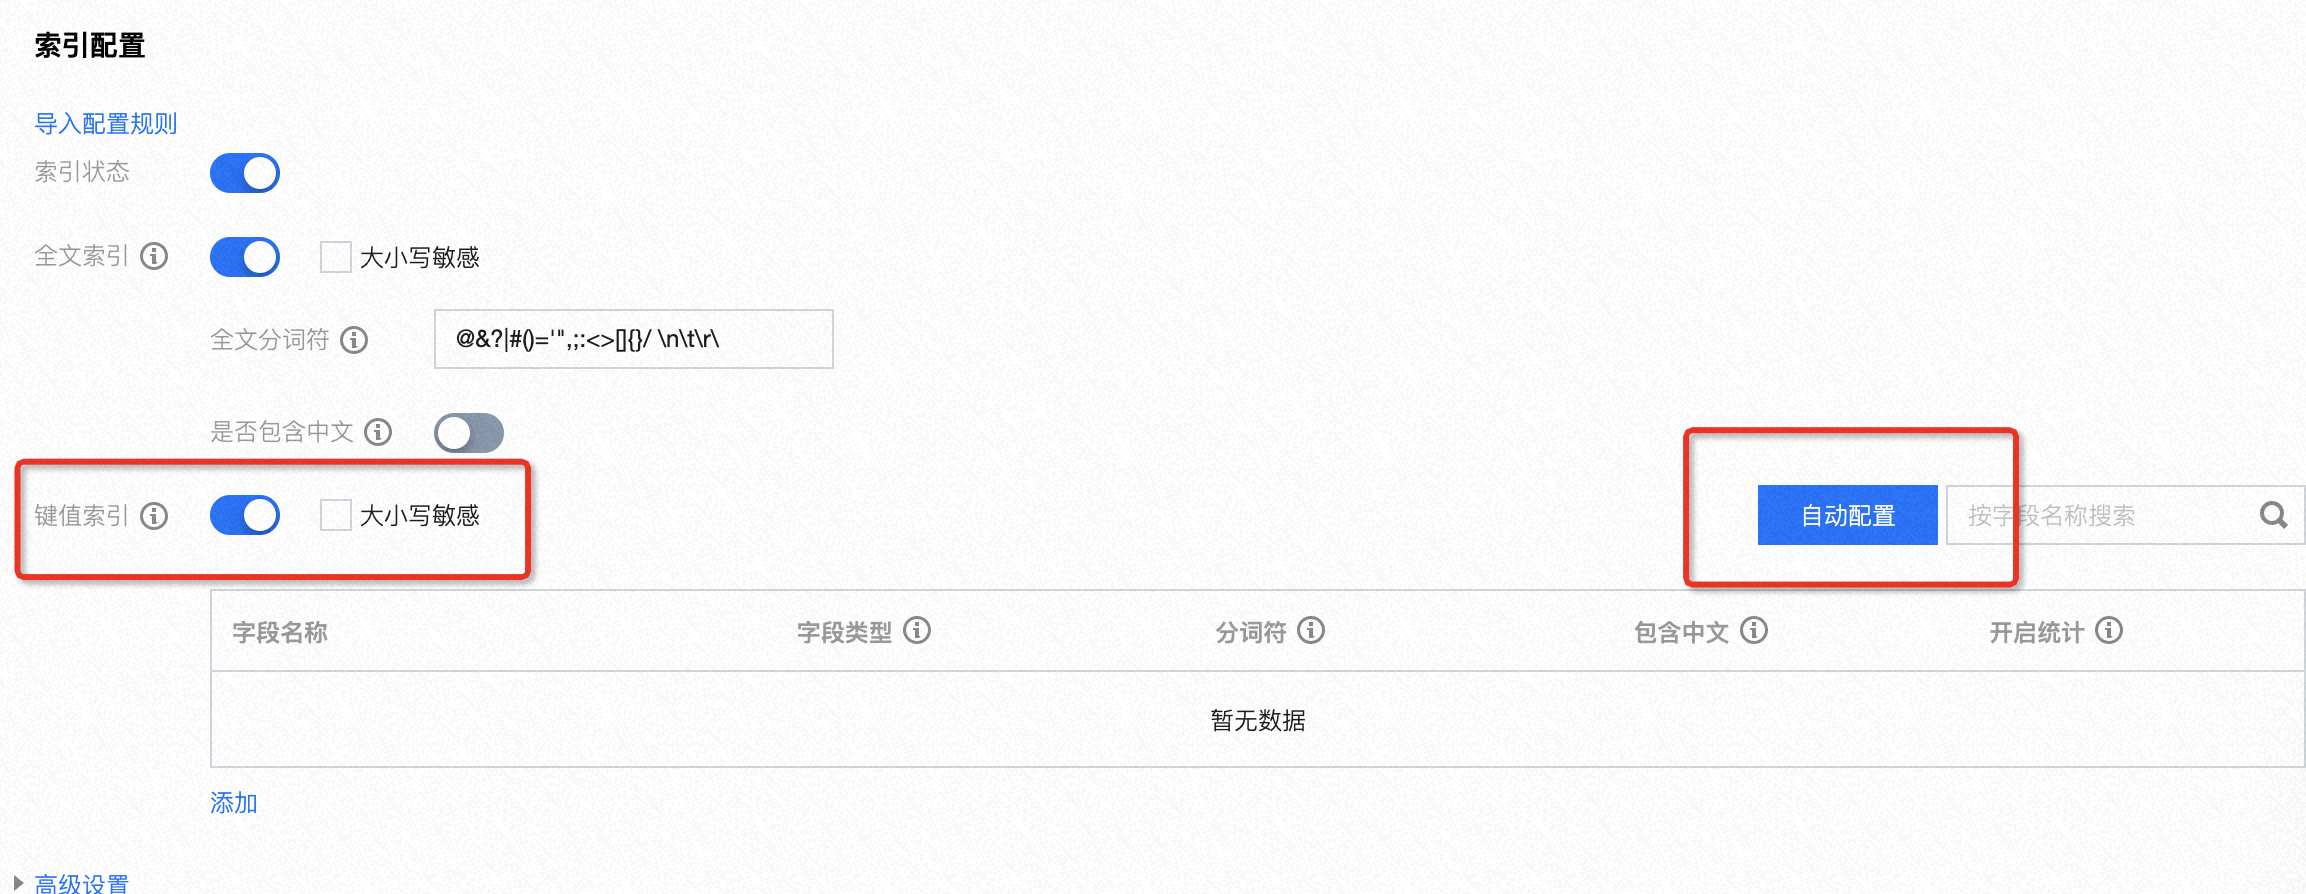 索引配置
导入配置规则
索引状态
全文索引 大小写敏感
全文分词符 @&?|#()='",;:<>[]{}/ \n\t\r\
是否包含中文
键值索引 大小写敏感 自动配置 按字段名称搜索
字段名称 字段类型 分词符 包含中文 开启统计
暂无数据
添加
高级设置